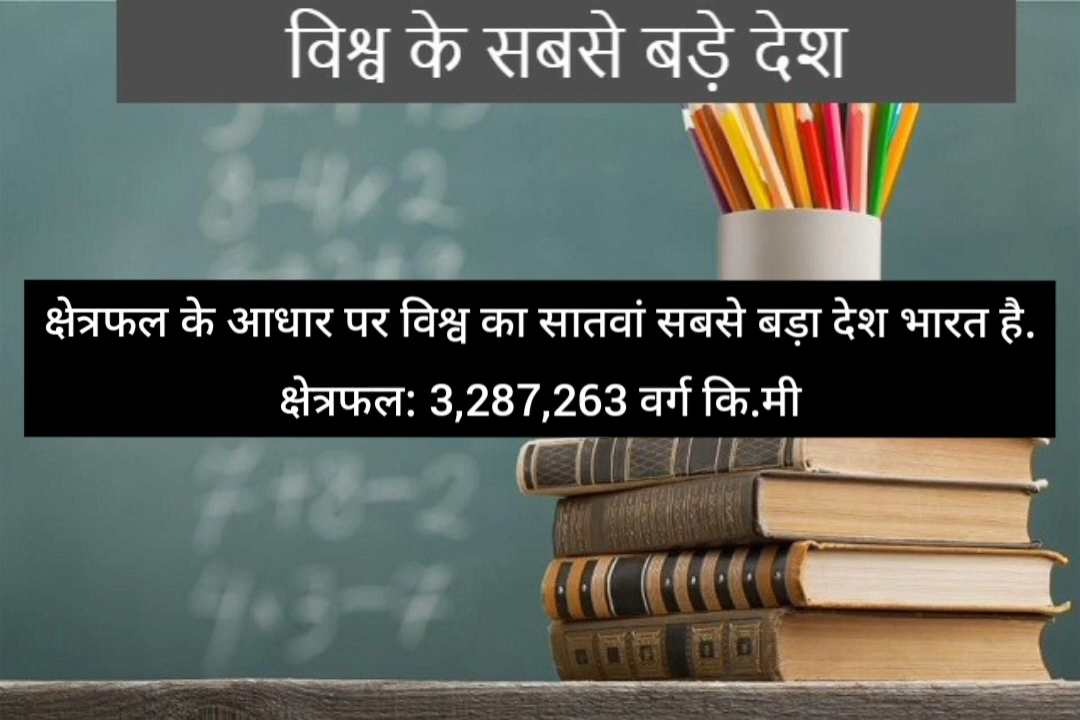 विश्व के सबसे बड़े देश
क्षेत्रफल के आधार पर विश्व का सातवां सबसे बड़ा देश भारत है.
क्षेत्रफल: 3,287,263 वर्ग कि.मी